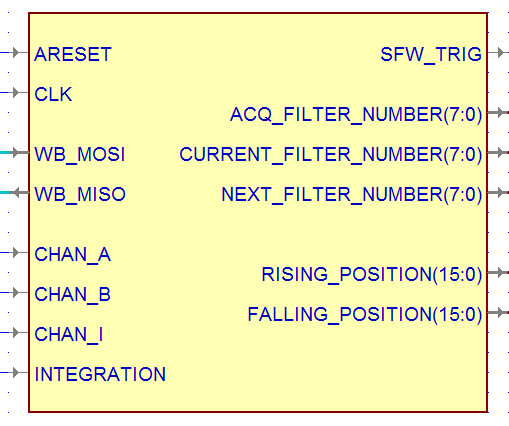 ARESET
SFW_TRIG
CLK
ACQ_FILTER_NUMBER(7:0)
WB_MOSI
CURRENT_FILTER_NUMBER(7:0)
WB_MISO
NEXT_FILTER_NUMBER(7:0)
CHAN_A
RISING_POSITION(15:0)
CHAN_B
FALLING_POSITION(15:0)
CHAN_I
INTEGRATION